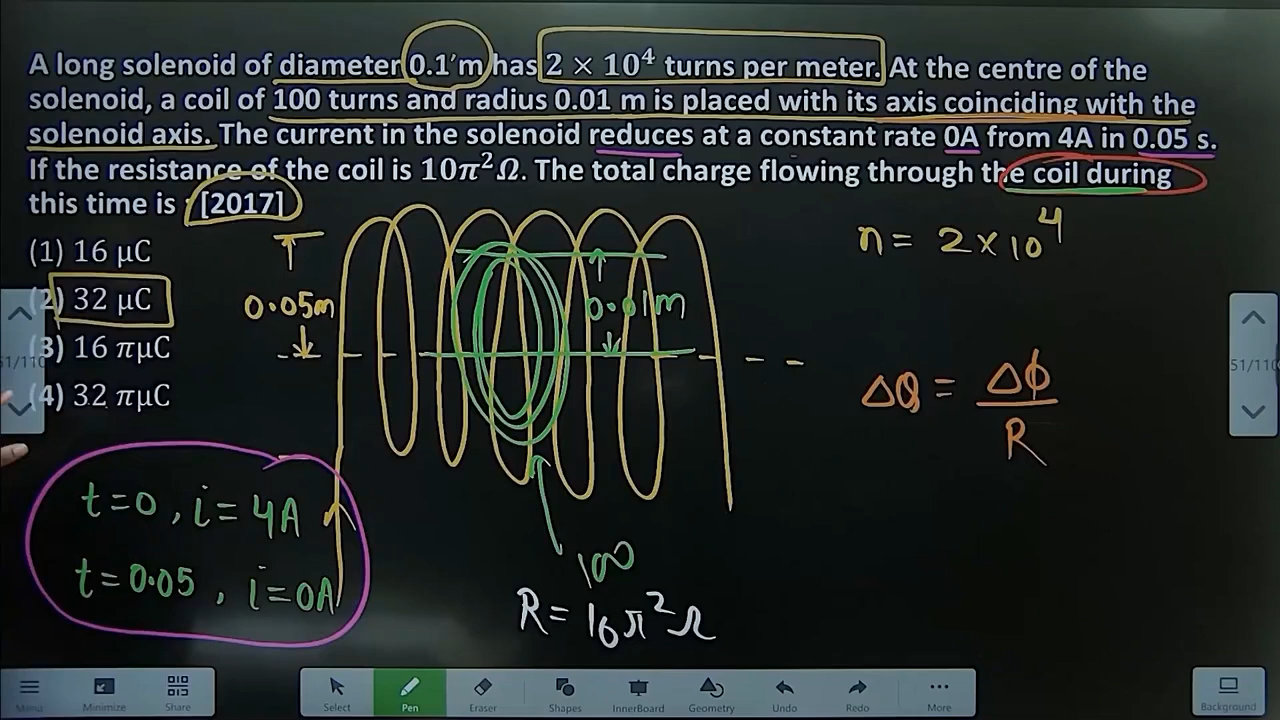 A long solenoid of diameter 0.1 m has 2 × 10⁴ turns per meter. At the centre of the
solenoid, a coil of 100 turns and radius 0.01 m is placed with its axis coinciding with the
solenoid axis. The current in the solenoid reduces at a constant rate 0A from 4A in 0.05 s.
If the resistance of the coil is 10π²Ω. The total charge flowing through the coil during
this time is : [2017]
(1) 16 μC
(2) 32 μC
(3) 16 πμC
(4) 32 πμC
51/110
51/110
0.05m
0.01m
n = 2×10⁴
ΔQ = Δϕ/R
t=0, i=4A
t=0.05, i=0A
100
R= 10π²Ω
Menu
Minimize
Share
Select
Pen
Eraser
Shapes
InnerBoard
Geometry
Undo
Redo
More
Background